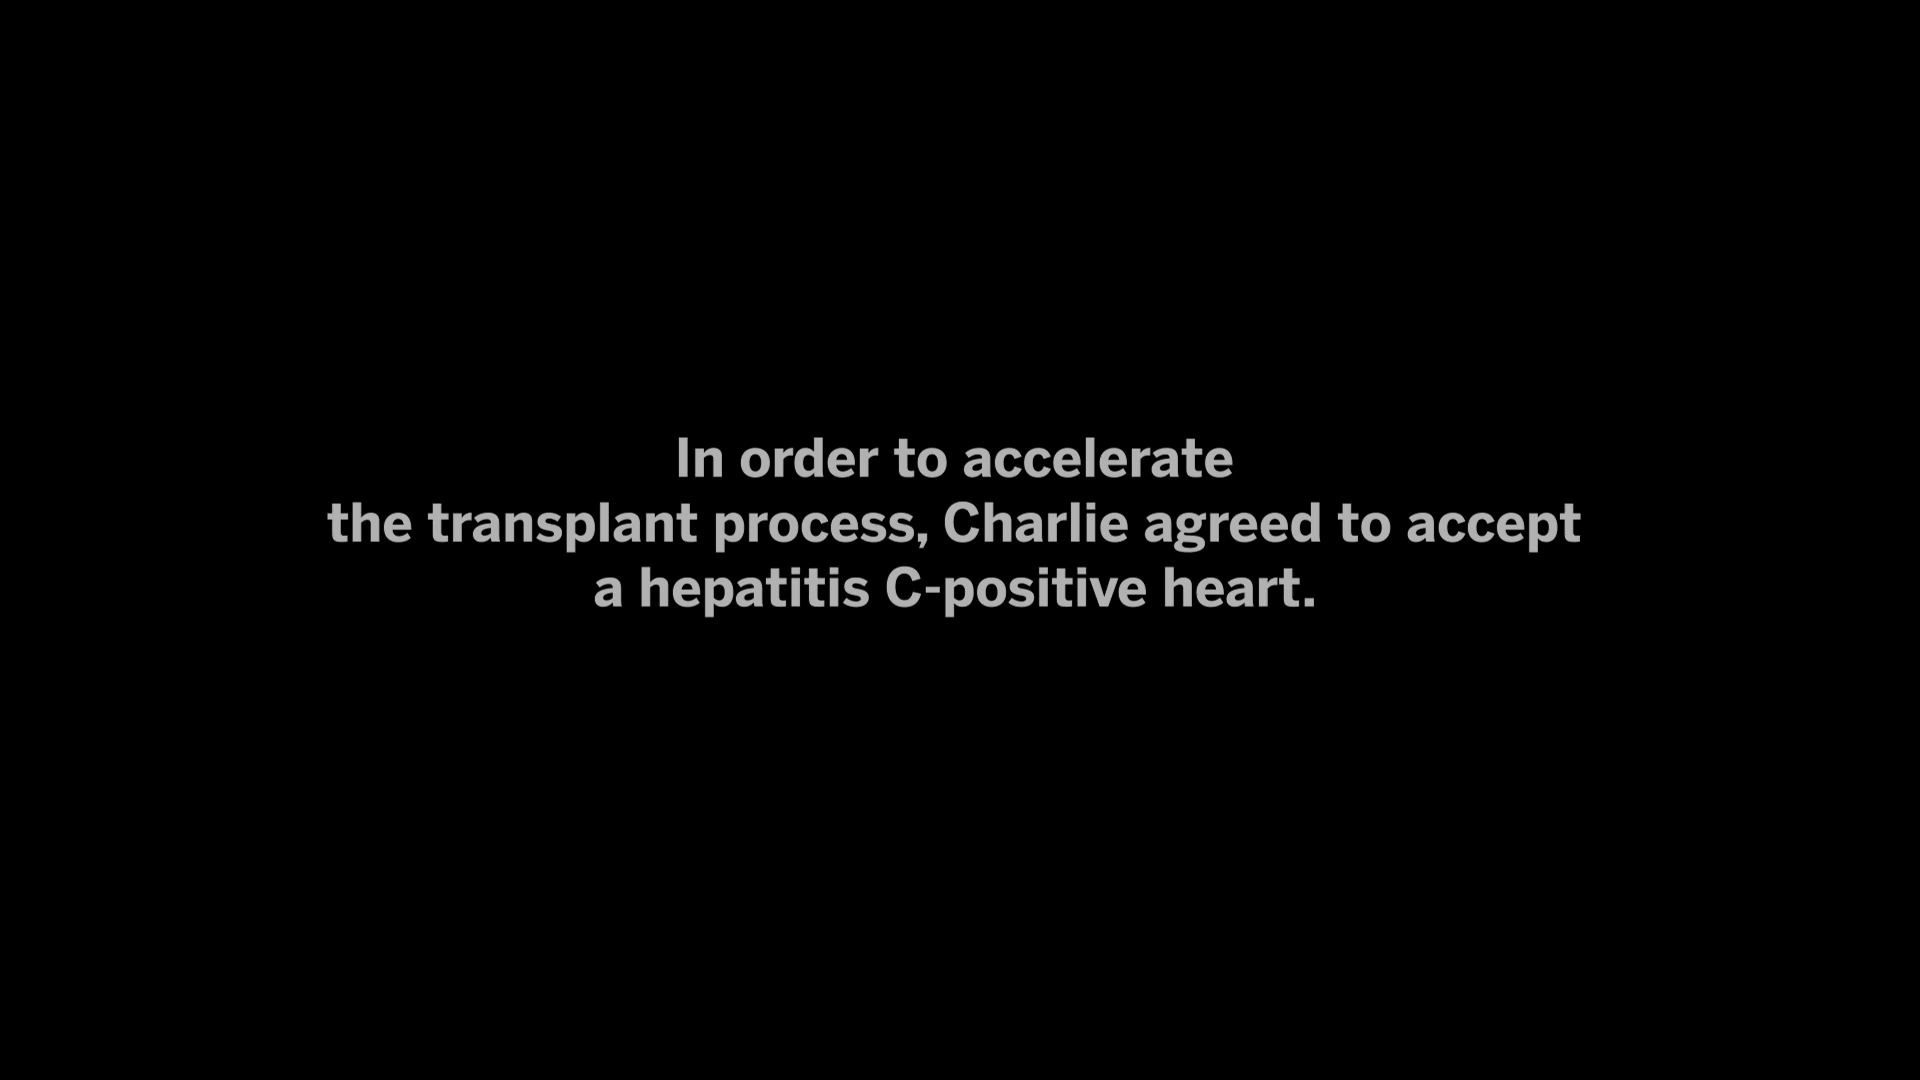 In order to accelerate
the transplant process, Charlie agreed to accept
a hepatitis C-positive heart.